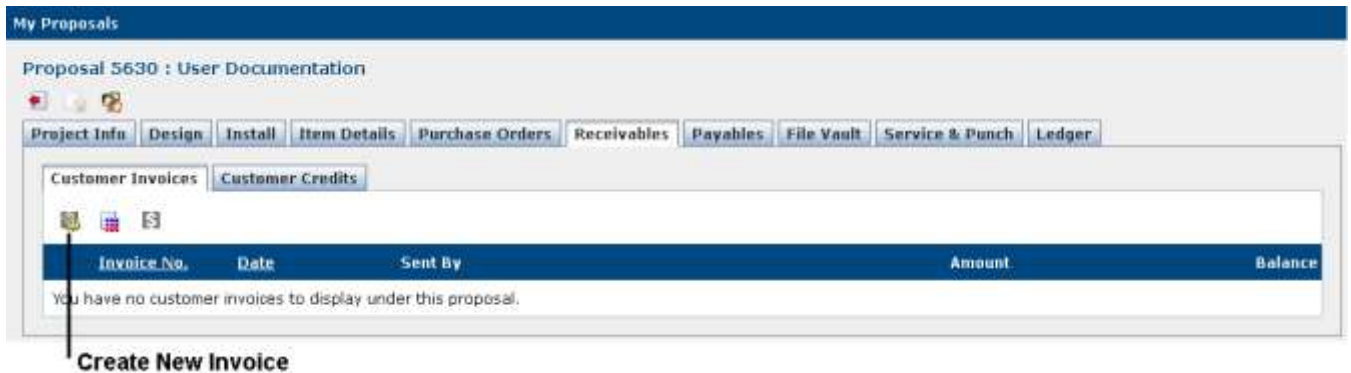 My Proposals
Proposal 5630 : User Documentation
Project Info Design Install Item Details Purchase Orders Receivables Payables File Vault Service & Punch Ledger
Customer Invoices Customer Credits
Invoice No. Date Sent By Amount Balance
You have no customer invoices to display under this proposal.
Create New Invoice